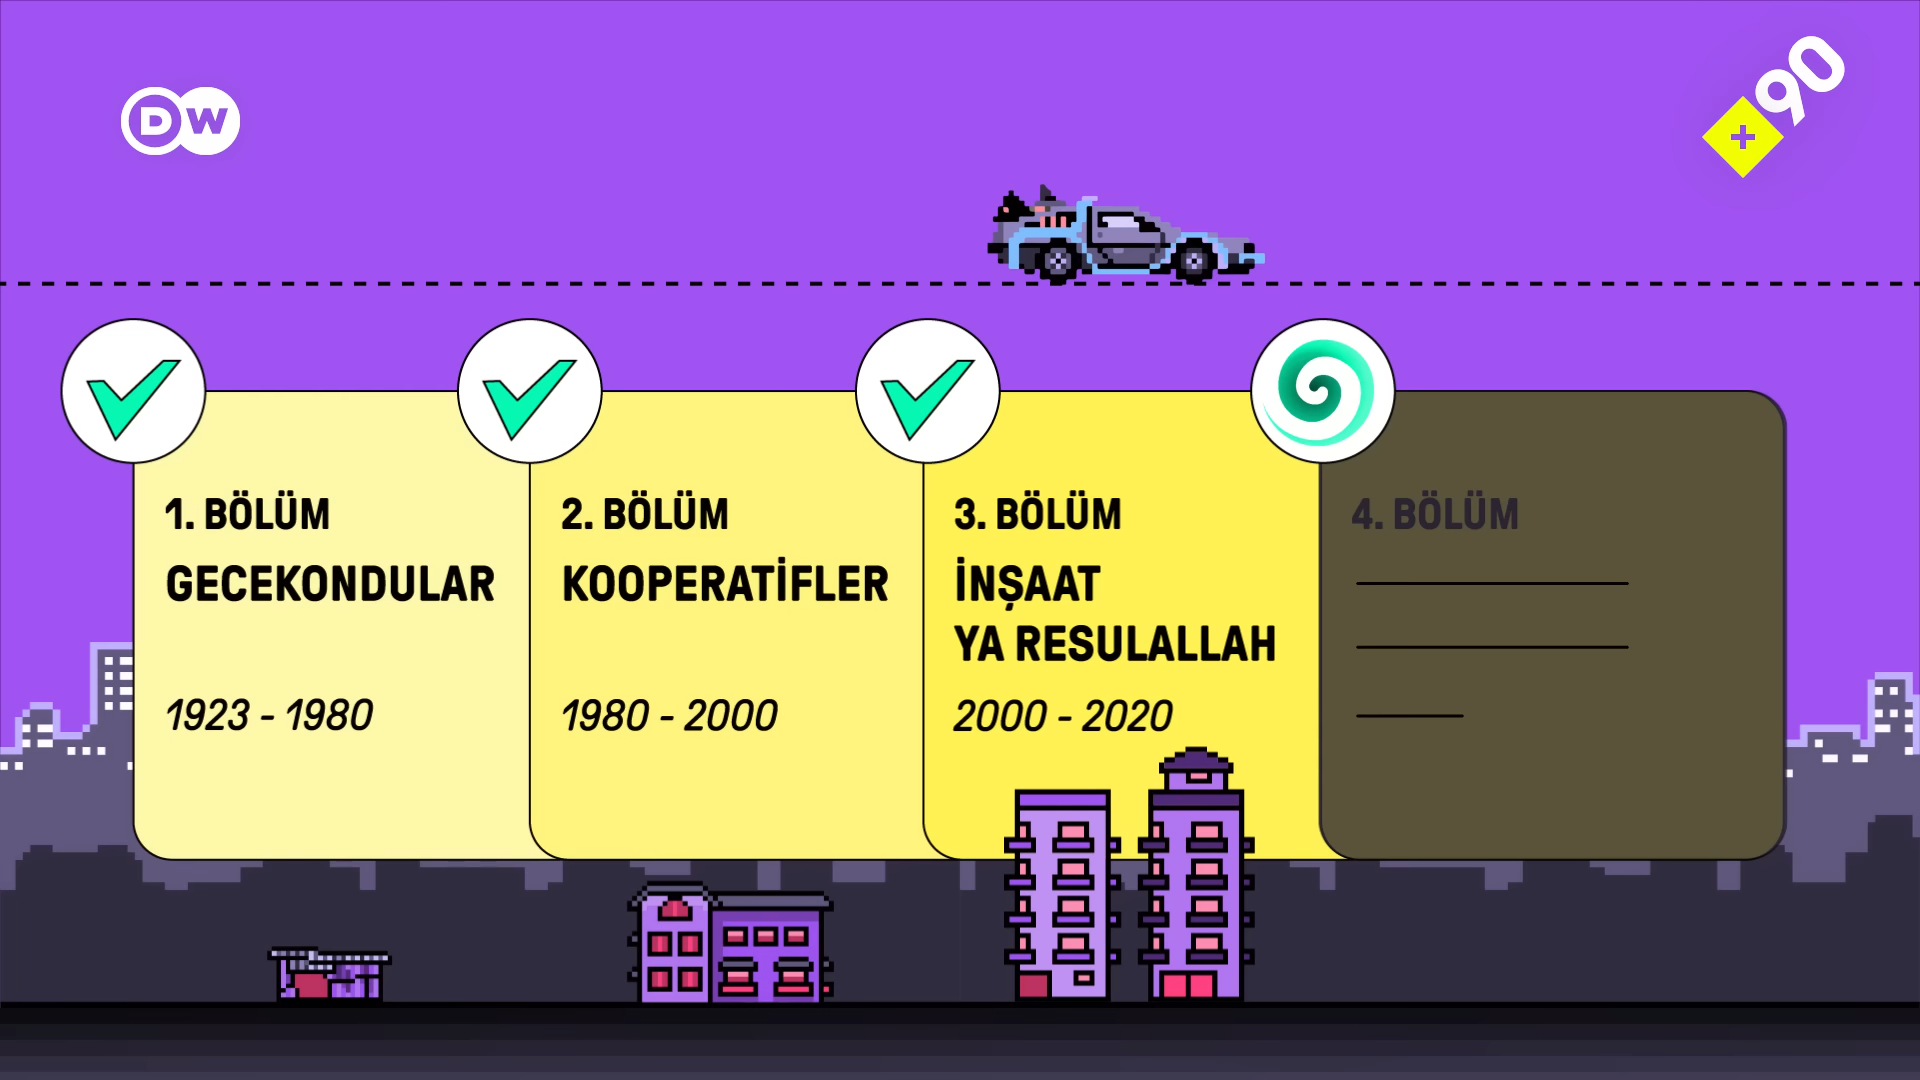 DW
+90
1. BÖLÜM
GECEKONDULAR
1923 - 1980
2. BÖLÜM
KOOPERATİFLER
1980 - 2000
3. BÖLÜM
İNŞAAT
YA RESULALLAH
2000 - 2020
4. BÖLÜM